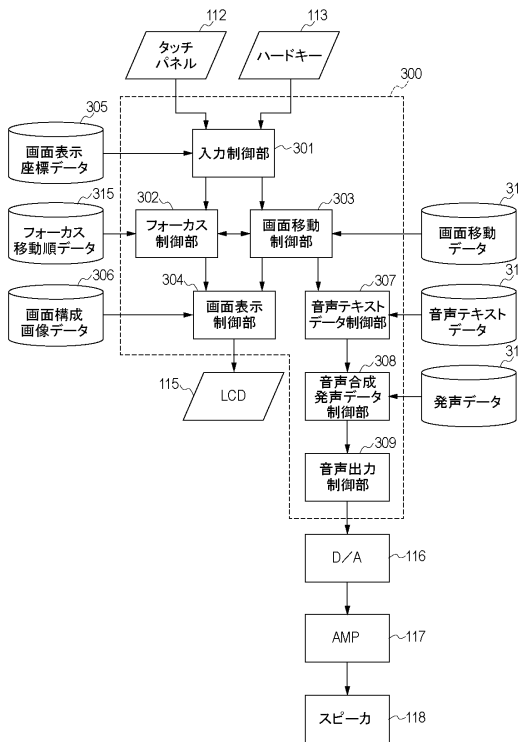 112
113
タッチ
パネル
ハードキー
300
305
画面表示
座標データ
入力制御部
301
315
302
303
31
フォーカス
移動順データ
フォーカス
制御部
画面移動
制御部
画面移動
データ
306
304
307
31
画面構成
画像データ
画面表示
制御部
音声テキスト
データ制御部
音声テキスト
データ
308
31
115
LCD
音声合成
発声データ
制御部
発声データ
309
音声出力
制御部
D/A
116
AMP
117
スピーカ
118